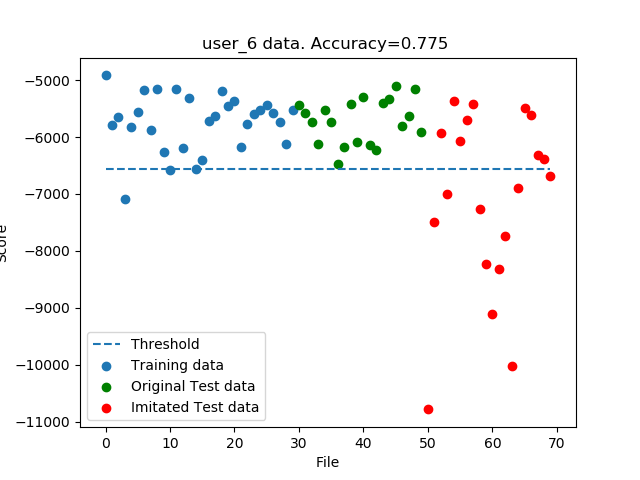 user_6 data. Accuracy=0.775
−5000
−6000
−7000
−8000
−9000
−10000
−11000
Score
Threshold
Training data
Original Test data
Imitated Test data
0 10 20 30 40 50 60 70
File